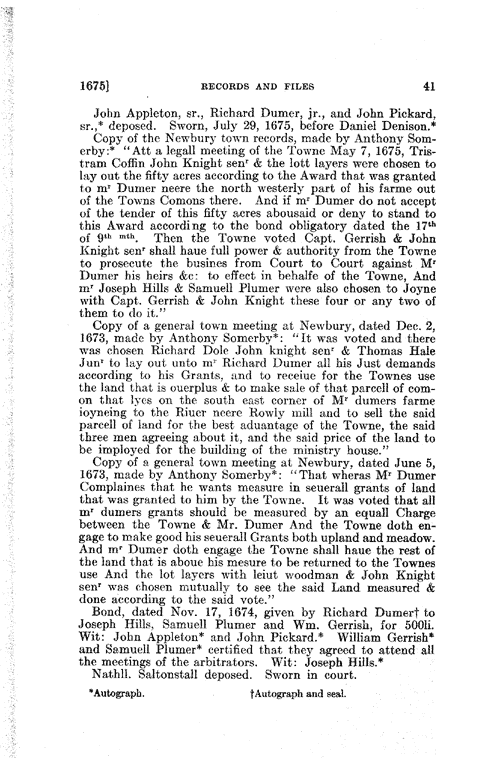 1675] RECORDS AND FILES 41
John Appleton, sr., Richard Dumer, jr., and John Pickard,
sr.,* deposed. Sworn, July 29, 1675, before Daniel Denison.*
Copy of the Newbury town records, made by Anthony Som-
erby:* "Att a legall meeting of the Towne May 7, 1675, Tris-
tram Coffin John Knight senʳ & the lott layers were chosen to
lay out the fifty acres according to the Award that was granted
to mʳ Dumer neere the north westerly part of his farme out
of the Towns Comons there. And if mʳ Dumer do not accept
of the tender of this fifty acres abousaid or deny to stand to
this Award according to the bond obligatory dated the 17ᵗʰ
of 9ᵗʰ ᵐᵗʰ. Then the Towne voted Capt. Gerrish & John
Knight senʳ shall haue full power & authority from the Towne
to prosecute the busines from Court to Court against Mʳ
Dumer his heirs &c: to effect in behalfe of the Towne, And
mʳ Joseph Hills & Samuell Plumer were also chosen to Joyne
with Capt. Gerrish & John Knight these four or any two of
them to do it."
Copy of a general town meeting at Newbury, dated Dec. 2,
1673, made by Anthony Somerby*: "It was voted and there
was chosen Richard Dole John knight senʳ & Thomas Hale
Junʳ to lay out unto mʳ Richard Dumer all his Just demands
according to his Grants, and to receiue for the Townes use
the land that is ouerplus & to make sale of that parcell of com-
on that lyes on the south east corner of Mʳ dumers farme
ioyneing to the Riuer neere Rowly mill and to sell the said
parcell of land for the best aduantage of the Towne, the said
three men agreeing about it, and the said price of the land to
be imployed for the building of the ministry house."
Copy of a general town meeting at Newbury, dated June 5,
1673, made by Anthony Somerby*: "That wheras Mʳ Dumer
Complaines that he wants measure in seuerall grants of land
that was granted to him by the Towne. It was voted that all
mʳ dumers grants should be measured by an equall Charge
between the Towne & Mr. Dumer And the Towne doth en-
gage to make good his seuerall Grants both upland and meadow.
And mʳ Dumer doth engage the Towne shall haue the rest of
the land that is aboue his mesure to be returned to the Townes
use And the lot layers with leiut woodman & John Knight
senʳ was chosen mutually to see the said Land measured &
done according to the said vote."
Bond, dated Nov. 17, 1674, given by Richard Dumer† to
Joseph Hills, Samuell Plumer and Wm. Gerrish, for 500li.
Wit: John Appleton* and John Pickard.* William Gerrish*
and Samuell Plumer* certified that they agreed to attend all
the meetings of the arbitrators. Wit: Joseph Hills.*
Nathll. Saltonstall deposed. Sworn in court.
*Autograph. †Autograph and seal.